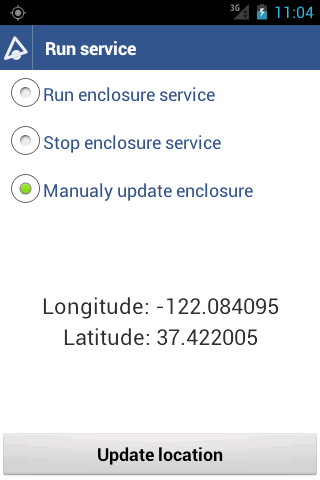 3G 11:04
Run service
Run enclosure service
Stop enclosure service
Manualy update enclosure
Longitude: -122.084095
Latitude: 37.422005
Update location